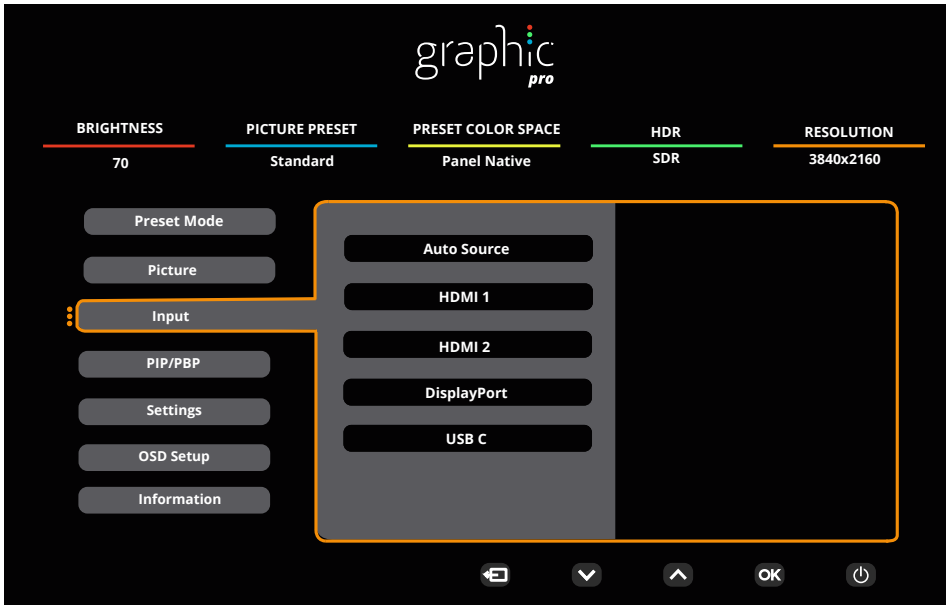 graphic
pro
BRIGHTNESS
PICTURE PRESET
PRESET COLOR SPACE
HDR
RESOLUTION
70
Standard
Panel Native
SDR
3840x2160
Preset Mode
Picture
Input
PIP/PBP
Settings
OSD Setup
Information
Auto Source
HDMI 1
HDMI 2
DisplayPort
USB C
OK